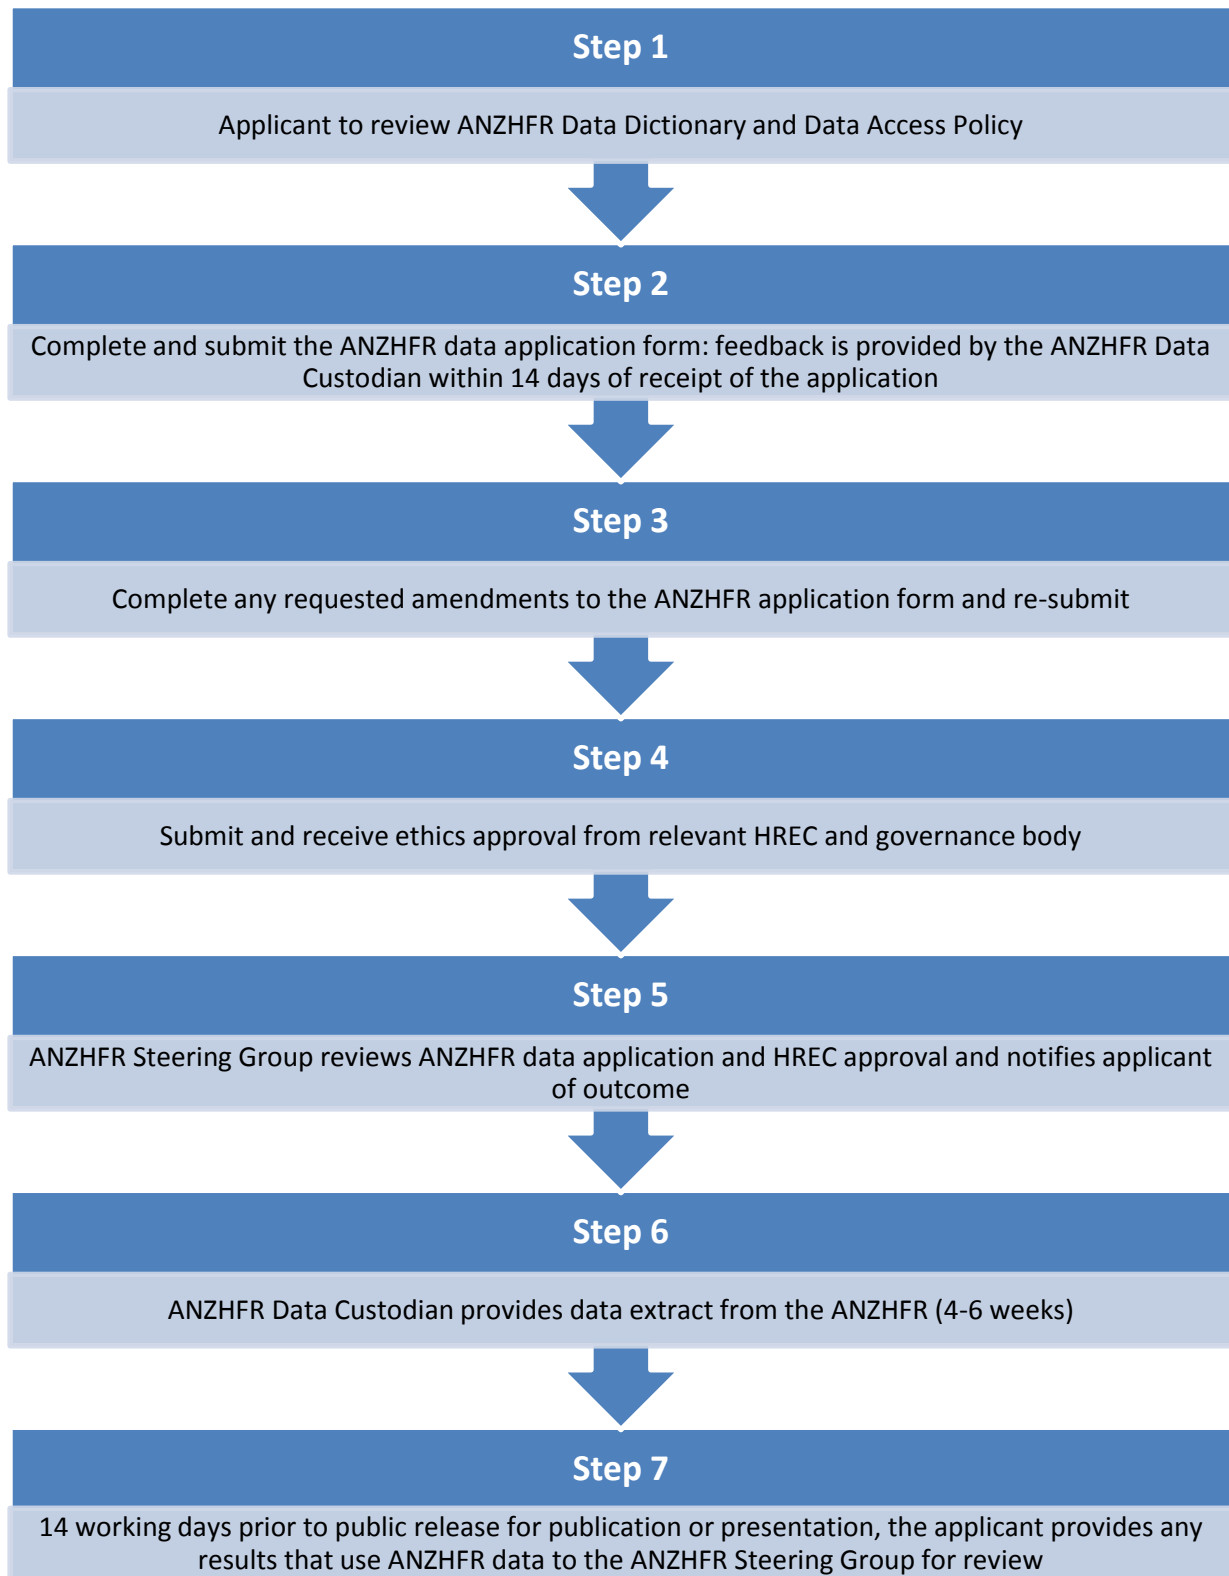 Step 1
Applicant to review ANZHFR Data Dictionary and Data Access Policy
Step 2
Complete and submit the ANZHFR data application form: feedback is provided by the ANZHFR Data
Custodian within 14 days of receipt of the application
Step 3
Complete any requested amendments to the ANZHFR application form and re-submit
Step 4
Submit and receive ethics approval from relevant HREC and governance body
Step 5
ANZHFR Steering Group reviews ANZHFR data application and HREC approval and notifies applicant
of outcome
Step 6
ANZHFR Data Custodian provides data extract from the ANZHFR (4-6 weeks)
Step 7
14 working days prior to public release for publication or presentation, the applicant provides any
results that use ANZHFR data to the ANZHFR Steering Group for review